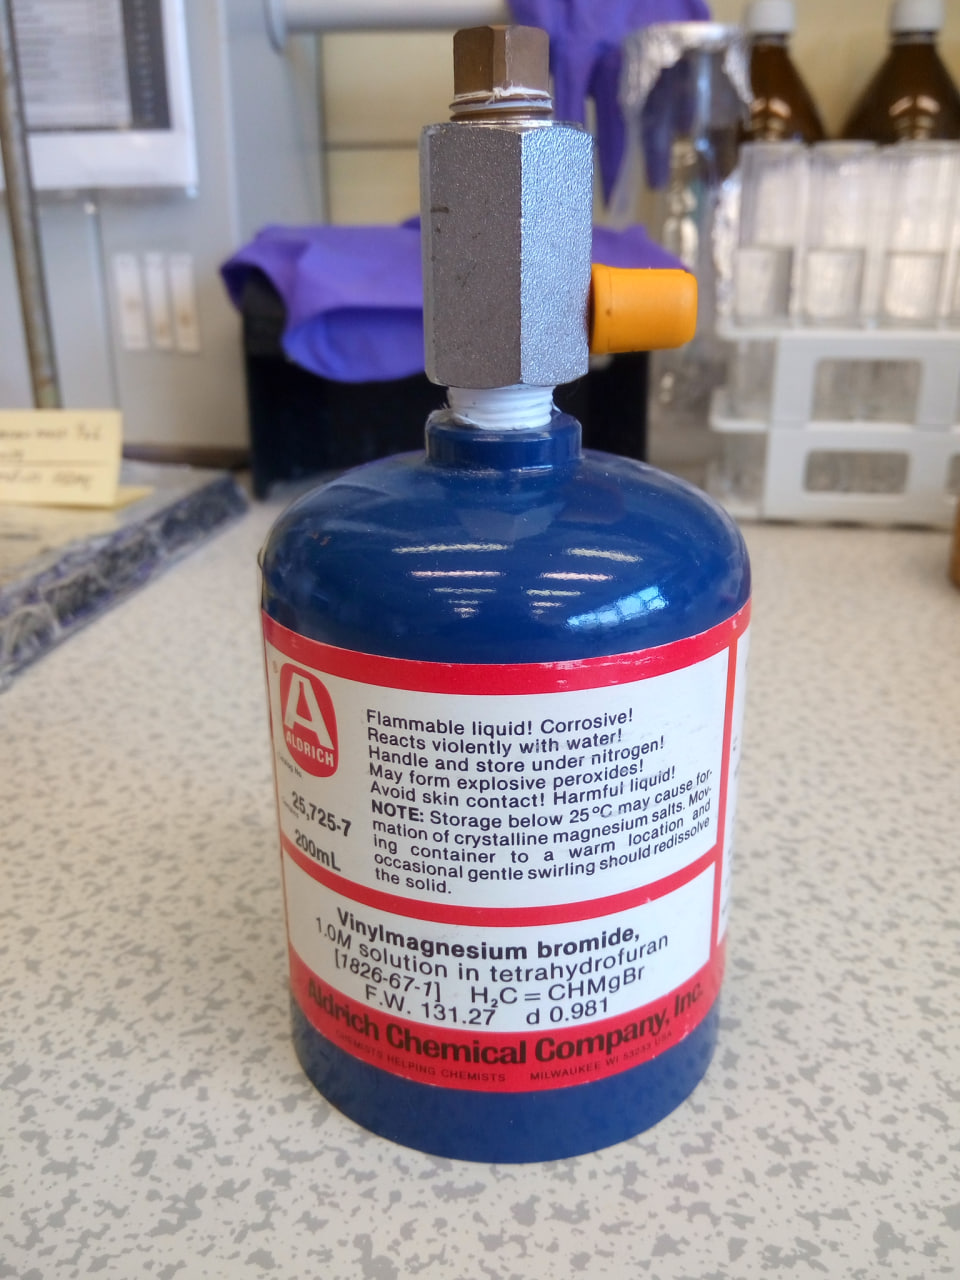 A
ALDRICH
25,725-7
200mL
Flammable liquid! Corrosive!
Reacts violently with water!
Handle and store under nitrogen!
May form explosive peroxides!
Avoid skin contact! Harmful liquid!
NOTE: Storage below 25°C may cause for-
mation of crystalline magnesium salts. Mov-
ing container to a warm location and
occasional gentle swirling should redissolve
the solid.
Vinylmagnesium bromide,
1.0M solution in tetrahydrofuran
[1826-67-1] H₂C=CHMgBr
F.W. 131.27 d 0.981
Aldrich Chemical Company, Inc.
CHEMISTS HELPING CHEMISTS MILWAUKEE WI 53233 USA